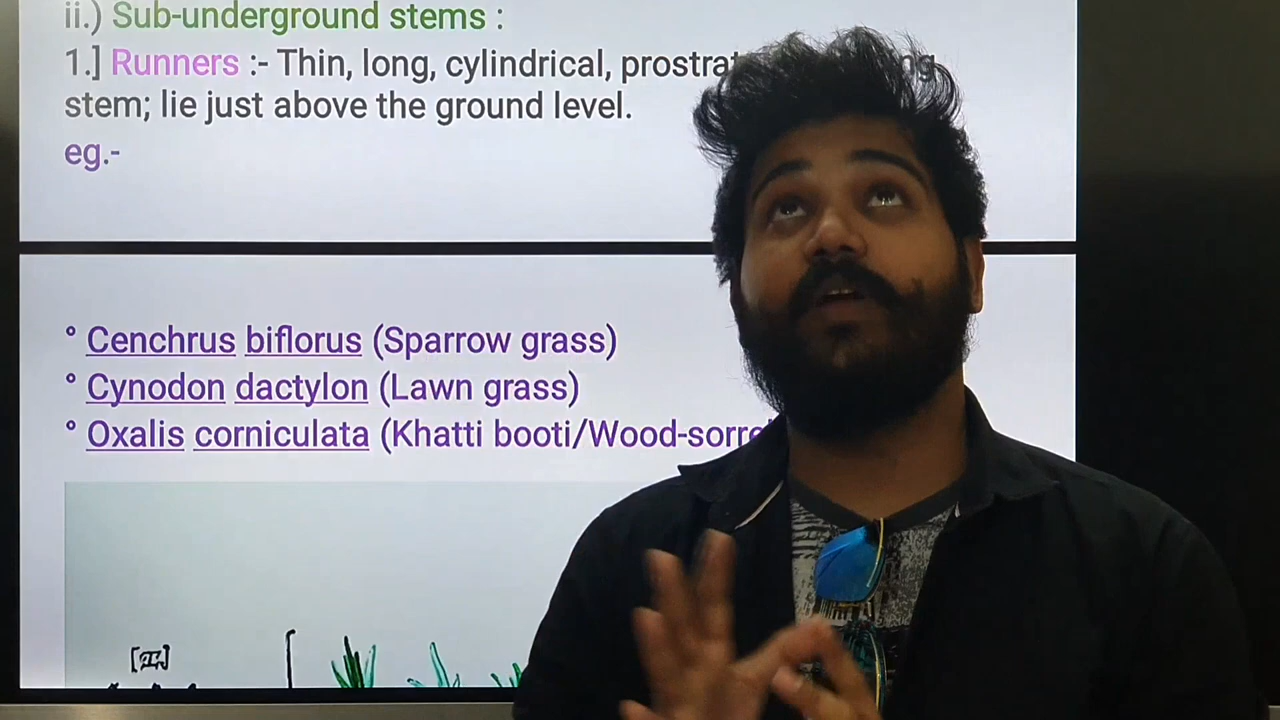 ii.) Sub-underground stems :
1.] Runners :- Thin, long, cylindrical, prostrat
stem; lie just above the ground level.
eg.-
° Cenchrus biflorus (Sparrow grass)
° Cynodon dactylon (Lawn grass)
° Oxalis corniculata (Khatti booti/Wood-sorre